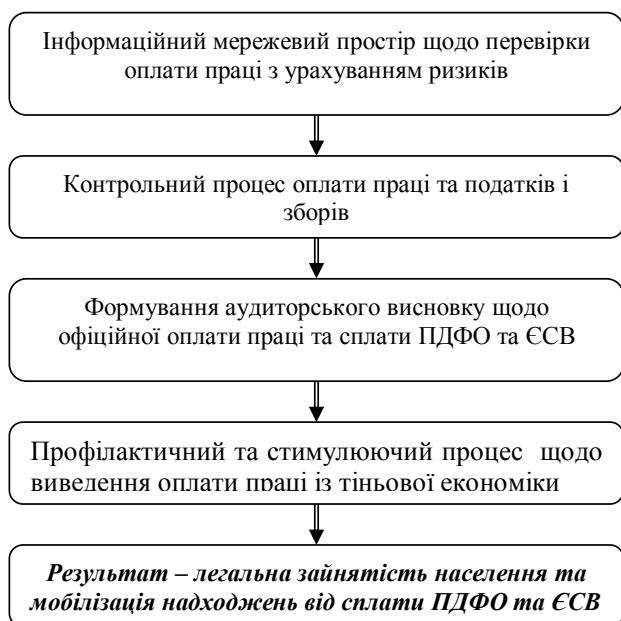 Інформаційний мережевий простір щодо перевірки
оплати праці з урахуванням ризиків
Контрольний процес оплати праці та податків і
зборів
Формування аудиторського висновку щодо
офіційної оплати праці та сплати ПДФО та ЄСВ
Профілактичний та стимулюючий процес щодо
виведення оплати праці із тіньової економіки
Результат – легальна зайнятість населення та
мобілізація надходжень від сплати ПДФО та ЄСВ